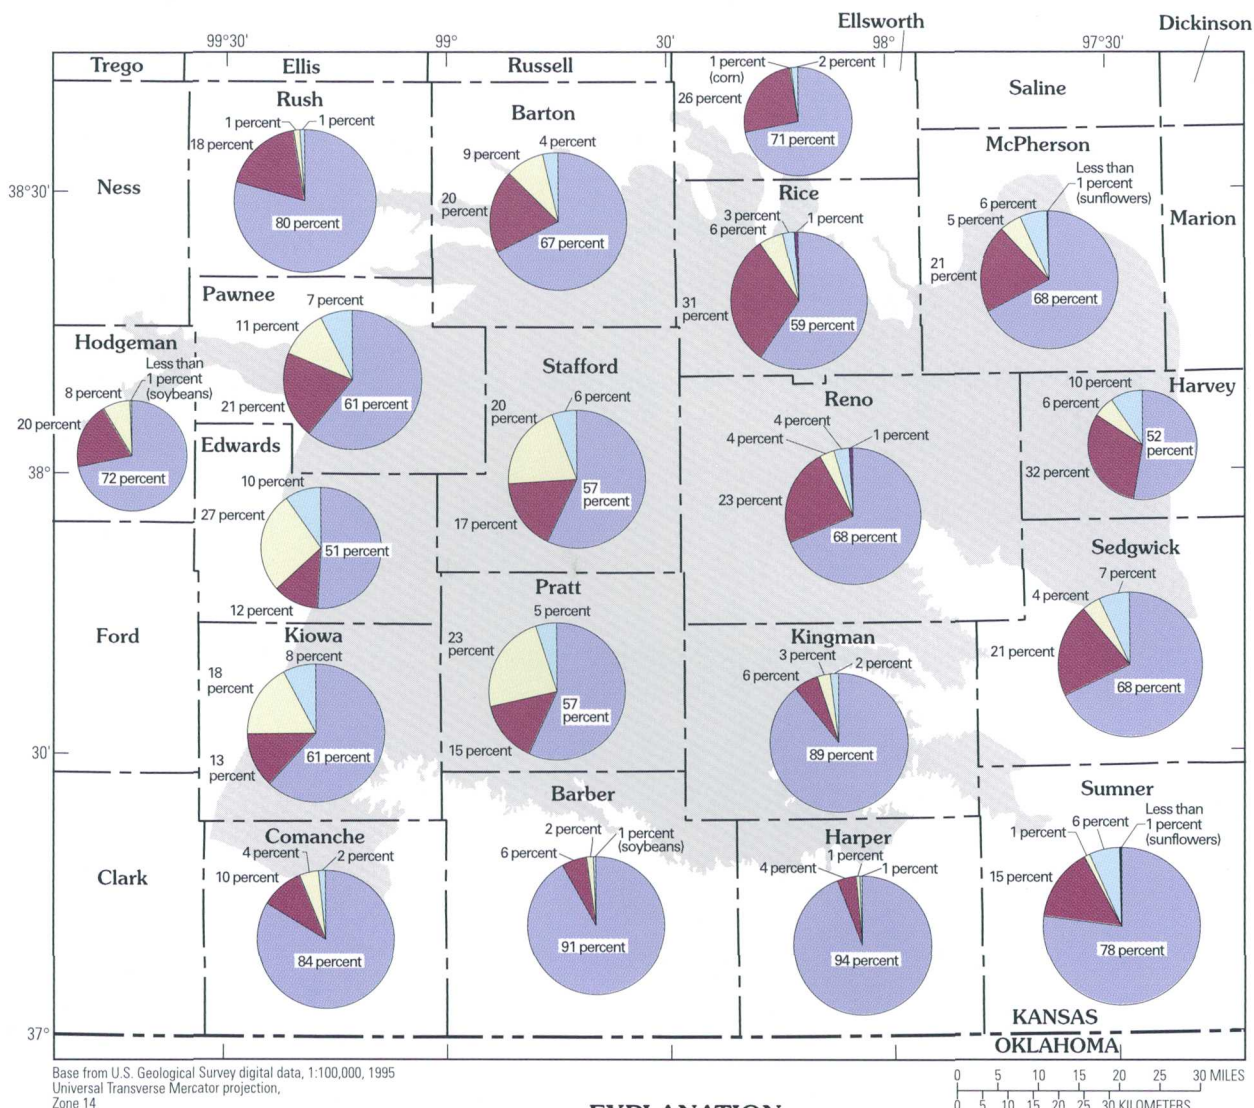 Ellsworth
Dickinson
99°30'
99°
30'
98°
97°30'
Trego
Ellis
Russell
1 percent
(corn)
2 percent
26 percent
71 percent
Saline
Rush
1 percent
1 percent
18 percent
80 percent
Barton
4 percent
9 percent
20
percent
67 percent
McPherson
Less than
1 percent
(sunflowers)
6 percent
5 percent
21
percent
68 percent
38°30'
Ness
Rice
3 percent
1 percent
6 percent
31
percent
59 percent
Marion
Pawnee
7 percent
11 percent
21 percent
61 percent
Hodgeman
Less than
1 percent
(soybeans)
8 percent
20 percent
72 percent
Stafford
6 percent
20
percent
17 percent
57
percent
Reno
4 percent
4 percent
1 percent
23 percent
68 percent
Harvey
10 percent
6 percent
32 percent
52
percent
38°
Edwards
10 percent
27 percent
12 percent
51 percent
Sedgwick
7 percent
4 percent
21 percent
68 percent
Ford
Kiowa
8 percent
18
percent
13
percent
61 percent
Pratt
5 percent
23
percent
15 percent
57
percent
Kingman
3 percent
2 percent
6 percent
89 percent
30'
Clark
Comanche
4 percent
2 percent
10 percent
84 percent
Barber
2 percent
1 percent
(soybeans)
6 percent
91 percent
Harper
1 percent
4 percent
1 percent
94 percent
Sumner
Less than
1 percent
(sunflowers)
6 percent
1 percent
15 percent
78 percent
37°
KANSAS
OKLAHOMA
Base from U.S. Geological Survey digital data, 1:100,000, 1995
Universal Transverse Mercator projection,
Zone 14
0 5 10 15 20 25 30 MILES
0 5 10 15 20 25 30 KILOMETERS
EXPLANATION